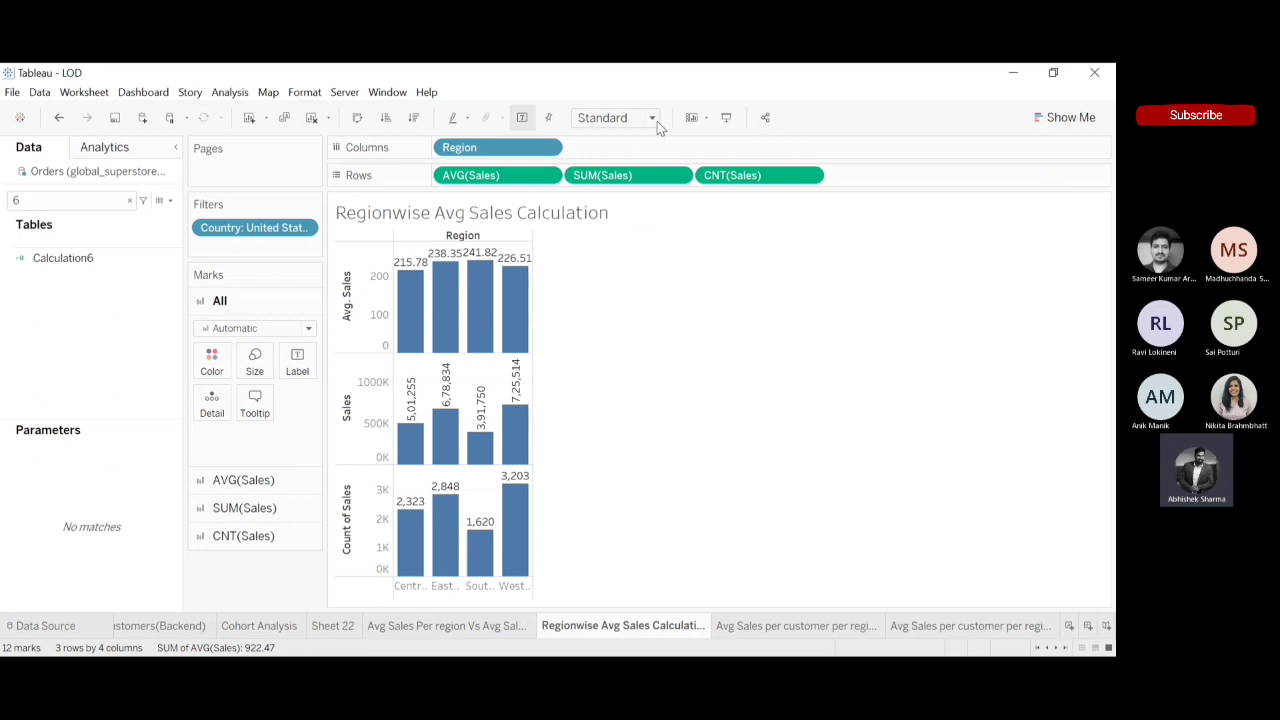 Tableau - LOD
File Data Worksheet Dashboard Story Analysis Map Format Server Window Help
Standard
Show Me
Data Analytics
Orders (global_superstore...
6
Tables
Calculation6
Parameters
No matches
Pages
Filters
Country: United Stat..
Marks
All
Automatic
Color Size Label
Detail Tooltip
AVG(Sales)
SUM(Sales)
CNT(Sales)
Columns Region
Rows AVG(Sales) SUM(Sales) CNT(Sales)
Regionwise Avg Sales Calculation
Region
Avg. Sales
200
100
0
215.78 238.35 241.82 226.51
Sales
1000K
500K
0K
5,01,255 6,78,834 3,91,750 7,25,514
Count of Sales
3K
2K
1K
0K
2,323 2,848 1,620 3,203
Centr.. East.. Sout.. West..
Data Source istomers(Backend) Cohort Analysis Sheet 22 Avg Sales Per region Vs Avg Sal... Regionwise Avg Sales Calculati... Avg Sales per customer per regi... Avg Sales per customer per regi...
12 marks 3 rows by 4 columns SUM of AVG(Sales): 922.47
Subscribe
Sameer Kumar Ar...
MS
Madhuchhanda S...
RL
Ravi Lokineni
SP
Sai Potturi
AM
Anik Manik
Nikita Brahmbhatt
Abhishek Sharma